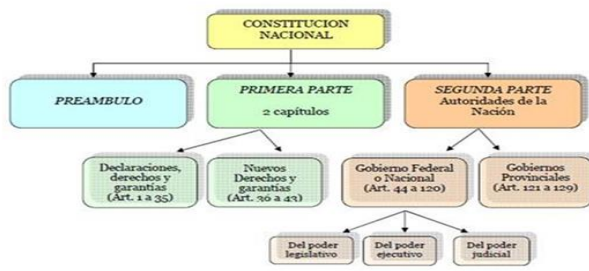 CONSTITUCION
NACIONAL
PREAMBULO
PRIMERA PARTE
2 capítulos
SEGUNDA PARTE
Autoridades de la
Nación
Declaraciones,
derechos y
garantías
(Art. 1 a 35)
Nuevos
Derechos y
garantías
(Art. 36 a 43)
Gobierno Federal
o Nacional
(Art. 44 a 120)
Gobiernos
Provinciales
(Art. 121 a 129)
Del poder
legislativo
Del poder
ejecutivo
Del poder
judicial